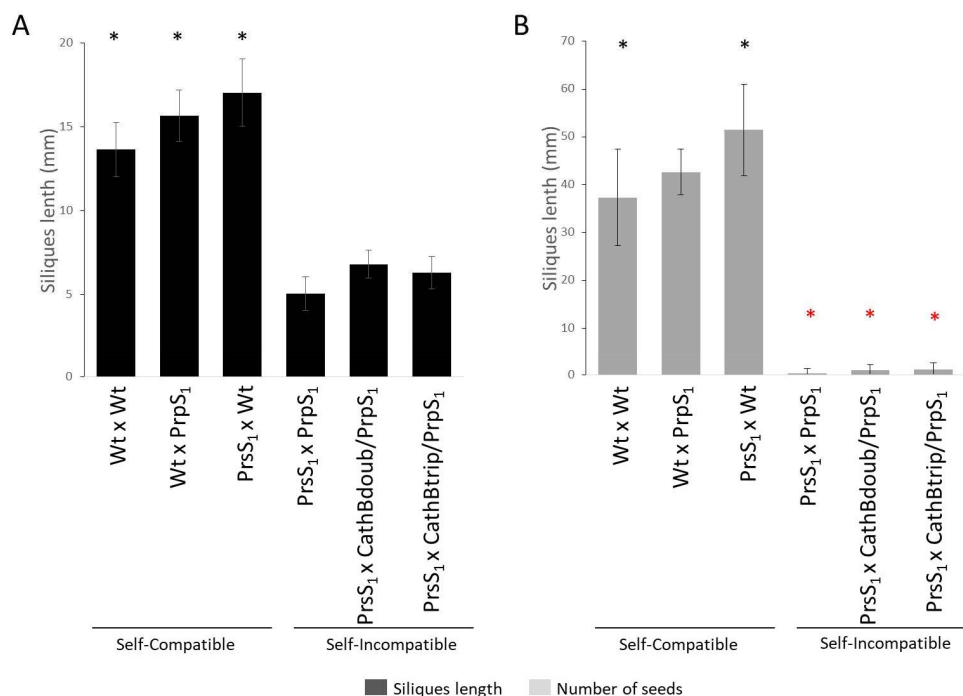 A
B
Siliques lenth (mm)
20
15
10
5
0
* * *
Wt x Wt
Wt x PrpS₁
PrsS₁ x Wt
PrsS₁ x PrpS₁
PrsS₁ x CathBdoub/PrpS₁
PrsS₁ x CathBtrip/PrpS₁
Self-Compatible
Self-Incompatible
Siliques lenth (mm)
70
60
50
40
30
20
10
0
* *
* * *
Wt x Wt
Wt x PrpS₁
PrsS₁ x Wt
PrsS₁ x PrpS₁
PrsS₁ x CathBdoub/PrpS₁
PrsS₁ x CathBtrip/PrpS₁
Self-Compatible
Self-Incompatible
Siliques length
Number of seeds